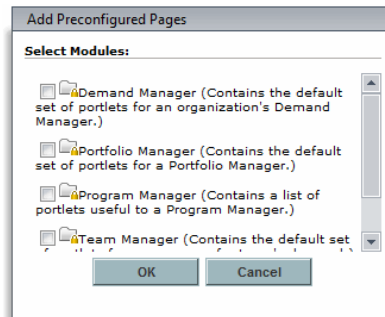 Add Preconfigured Pages
Select Modules:
Demand Manager (Contains the default
set of portlets for an organization's Demand
Manager.)
Portfolio Manager (Contains the default
set of portlets for a Portfolio Manager.)
Program Manager (Contains a list of
portlets useful to a Program Manager.)
Team Manager (Contains the default set
OK
Cancel